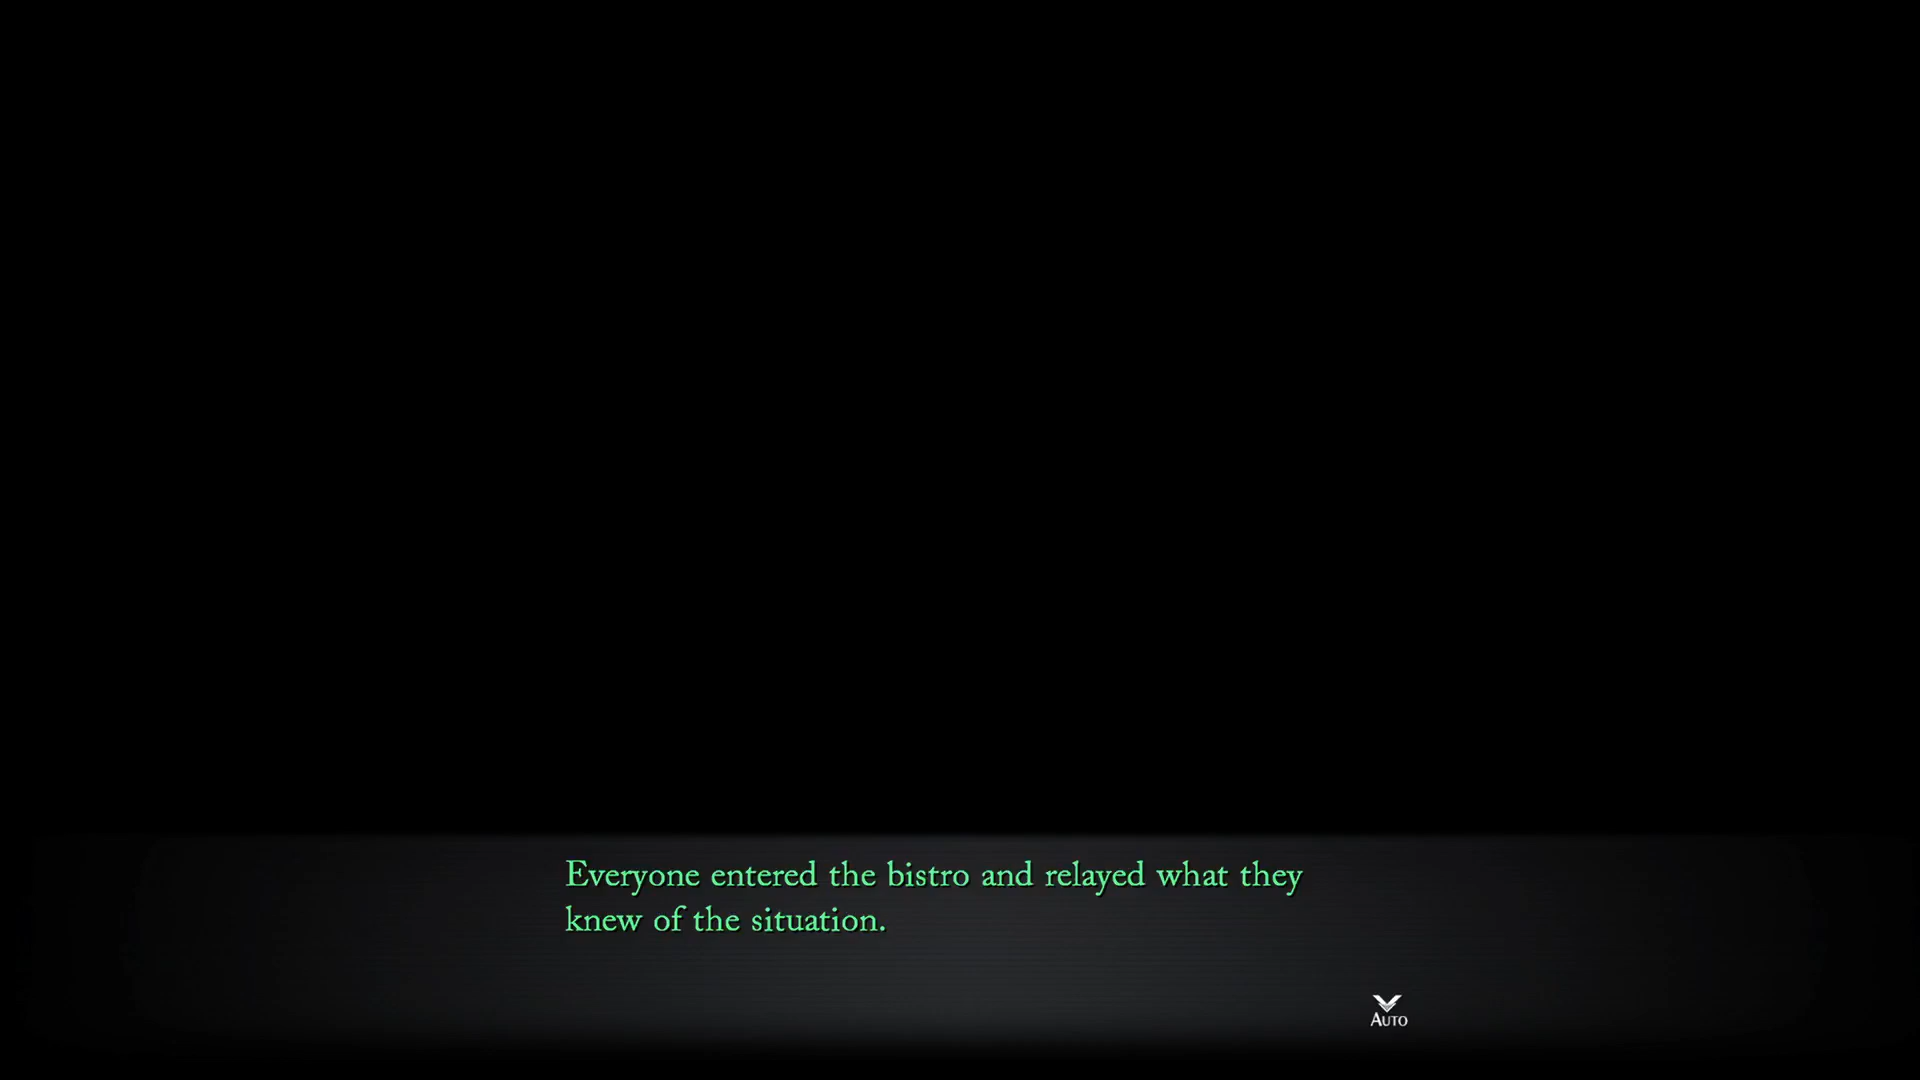 Everyone entered the bistro and relayed what they
knew of the situation.
AUTO